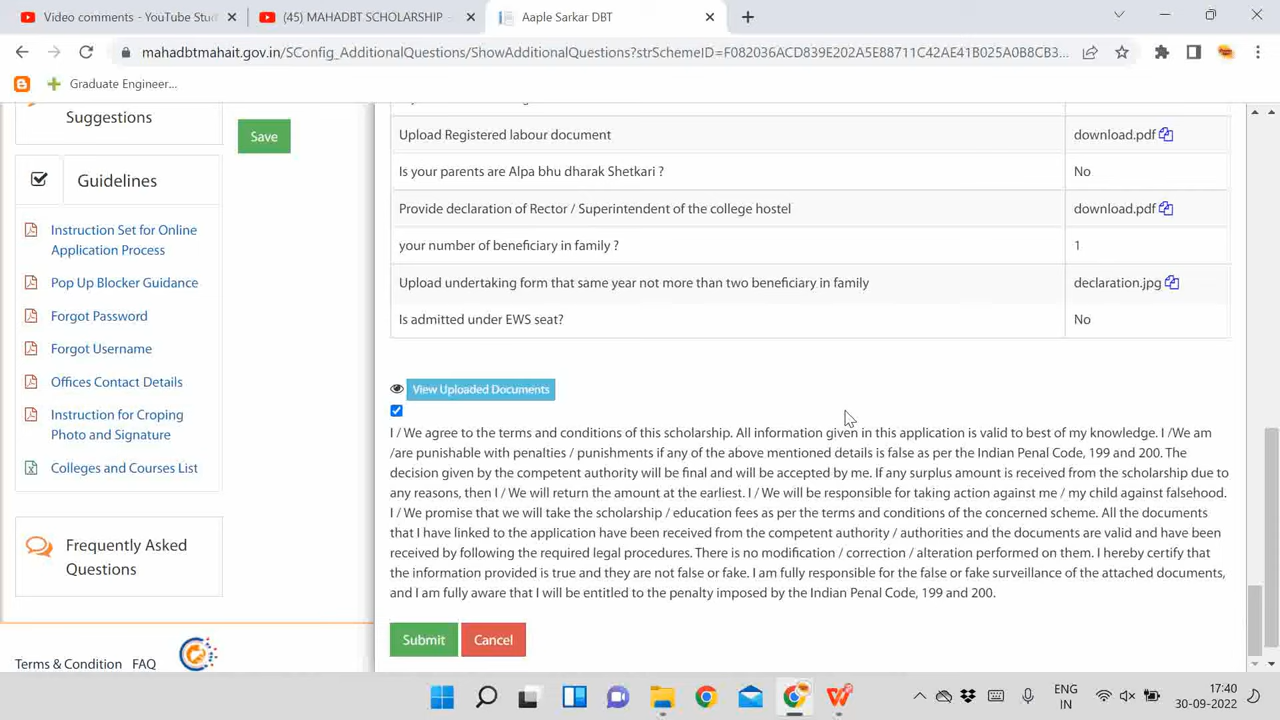 Video comments - YouTube Stud
(45) MAHADBT SCHOLARSHIP
Aaple Sarkar DBT
mahadbtmahait.gov.in/SConfig_AdditionalQuestions/ShowAdditionalQuestions?strSchemeID=F082036ACD839E202A5E88711C42AE41B025A0B8CB3...
Graduate Engineer...
Suggestions
Save
Guidelines
Instruction Set for Online
Application Process
Pop Up Blocker Guidance
Forgot Password
Forgot Username
Offices Contact Details
Instruction for Croping
Photo and Signature
Colleges and Courses List
Frequently Asked
Questions
Terms & Condition FAQ
Upload Registered labour document download.pdf
Is your parents are Alpa bhu dharak Shetkari ? No
Provide declaration of Rector / Superintendent of the college hostel download.pdf
your number of beneficiary in family ? 1
Upload undertaking form that same year not more than two beneficiary in family declaration.jpg
Is admitted under EWS seat? No
View Uploaded Documents
I / We agree to the terms and conditions of this scholarship. All information given in this application is valid to best of my knowledge. I /We am
/are punishable with penalties / punishments if any of the above mentioned details is false as per the Indian Penal Code, 199 and 200. The
decision given by the competent authority will be final and will be accepted by me. If any surplus amount is received from the scholarship due to
any reasons, then I / We will return the amount at the earliest. I / We will be responsible for taking action against me / my child against falsehood.
I / We promise that we will take the scholarship / education fees as per the terms and conditions of the concerned scheme. All the documents
that I have linked to the application have been received from the competent authority / authorities and the documents are valid and have been
received by following the required legal procedures. There is no modification / correction / alteration performed on them. I hereby certify that
the information provided is true and they are not false or fake. I am fully responsible for the false or fake surveillance of the attached documents,
and I am fully aware that I will be entitled to the penalty imposed by the Indian Penal Code, 199 and 200.
Submit Cancel
ENG
IN
17:40
30-09-2022